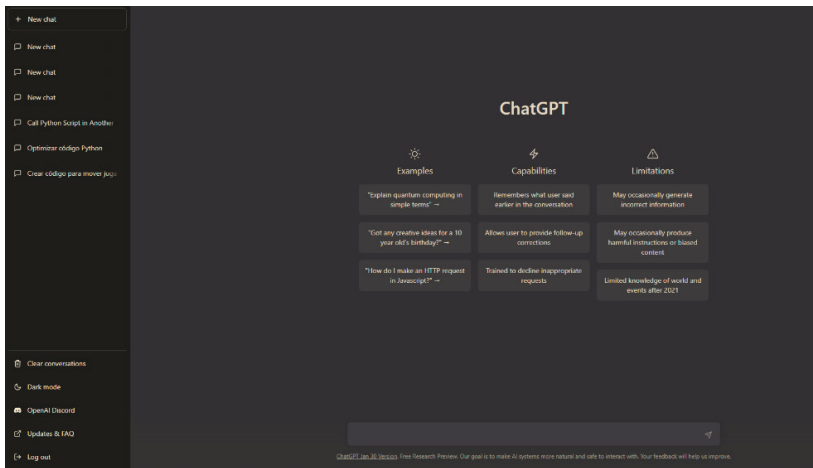 + New chat
New chat
New chat
New chat
Call Python Script in Another
Optimizar código Python
Crear código para mover juga
Clear conversations
Dark mode
OpenAI Discord
Updates & FAQ
Log out
ChatGPT
Examples
"Explain quantum computing in
simple terms" →
"Got any creative ideas for a 10
year old's birthday?" →
"How do I make an HTTP request
in Javascript?" →
Capabilities
Remembers what user said
earlier in the conversation
Allows user to provide follow-up
corrections
Trained to decline inappropriate
requests
Limitations
May occasionally generate
incorrect information
May occasionally produce
harmful instructions or biased
content
Limited knowledge of world and
events after 2021
ChatGPT Jan 30 Version. Free Research Preview. Our goal is to make AI systems more natural and safe to interact with. Your feedback will help us improve.